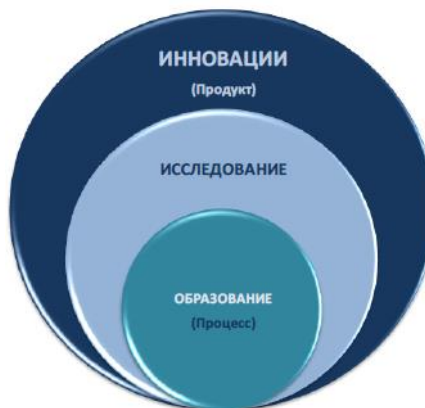 ИННОВАЦИИ
(Продукт)
ИССЛЕДОВАНИЕ
ОБРАЗОВАНИЕ
(Процесс)